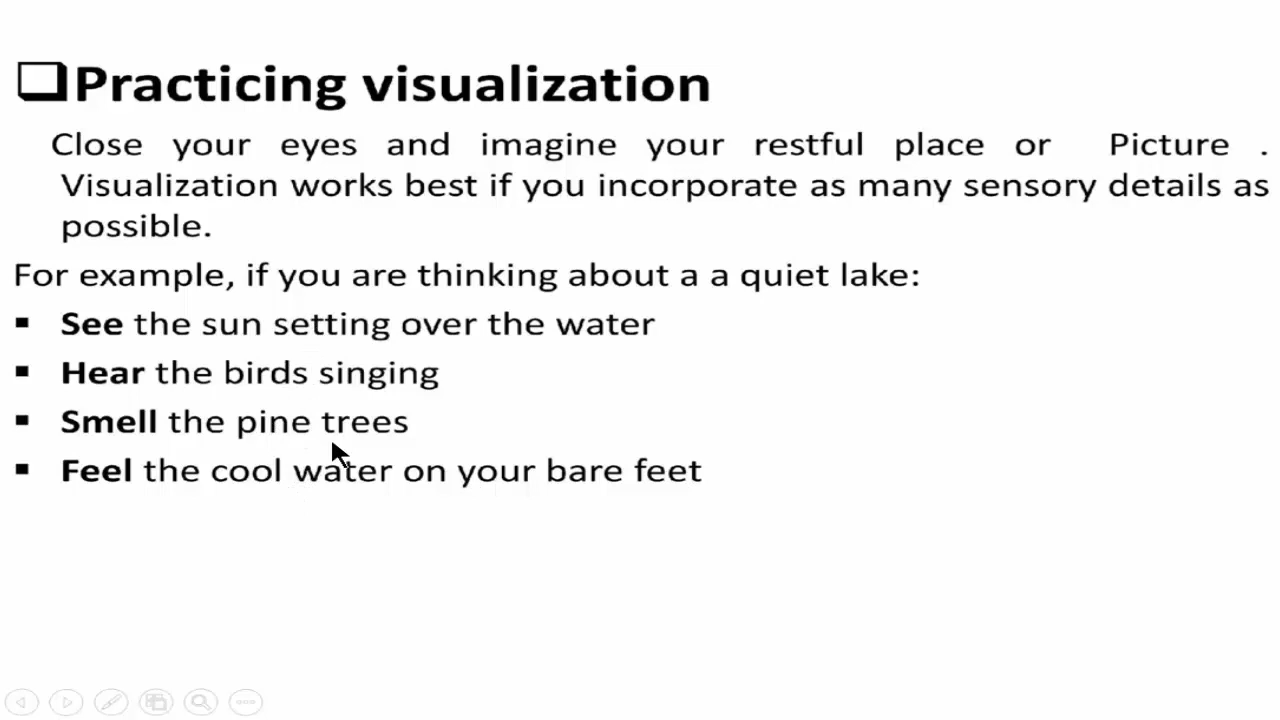 ❑Practicing visualization
Close your eyes and imagine your restful place or Picture .
Visualization works best if you incorporate as many sensory details as
possible.
For example, if you are thinking about a a quiet lake:
▪ See the sun setting over the water
▪ Hear the birds singing
▪ Smell the pine trees
▪ Feel the cool water on your bare feet